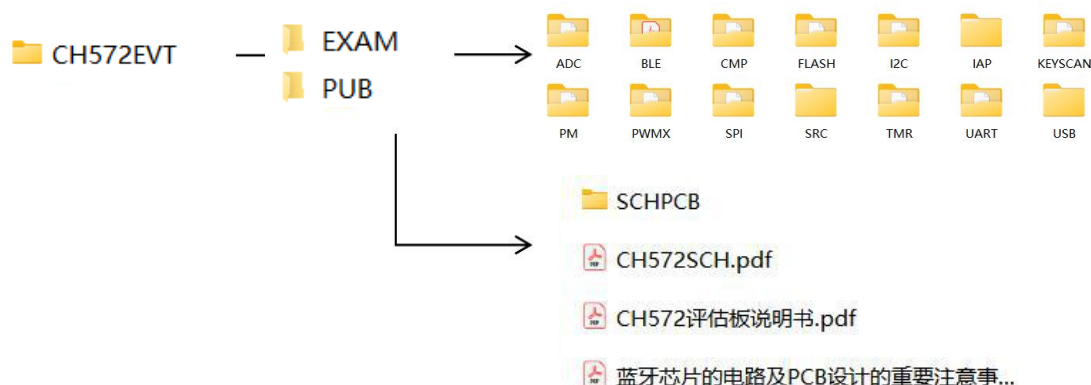 CH572EVT
EXAM
PUB
ADC BLE CMP FLASH I2C IAP KEYSCAN
PM PWMX SPI SRC TMR UART USB
SCHPCB
CH572SCH.pdf
CH572评估板说明书.pdf
蓝牙芯片的电路及PCB设计的重要注意事...